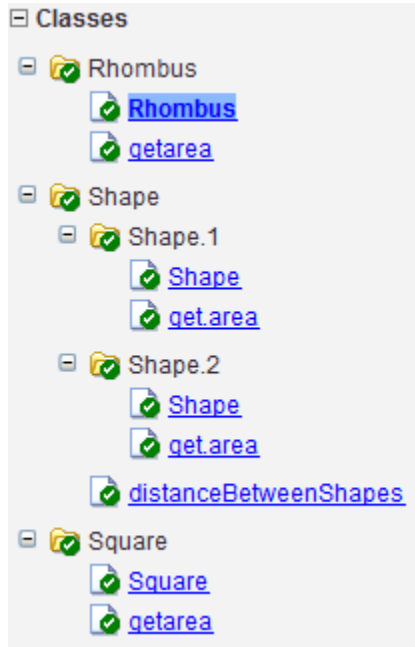 Classes
Rhombus
Rhombus
getarea
Shape
Shape.1
Shape
get.area
Shape.2
Shape
get.area
distanceBetweenShapes
Square
Square
getarea